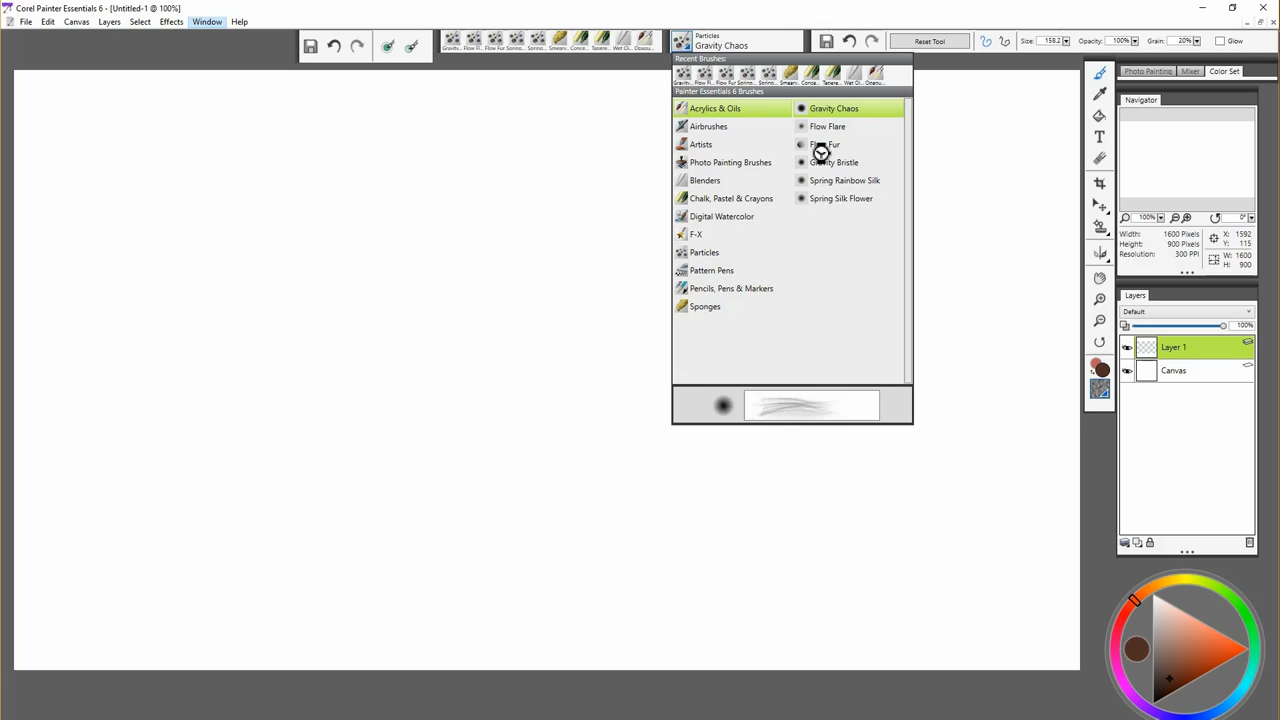 Corel Painter Essentials 6 - [Untitled-1 @ 100%]
File Edit Canvas Layers Select Effects Window Help
Particles
Gravity Chaos
Reset Tool
Size: 158.2
Opacity: 100%
Grain: 20%
Glow
Recent Brushes:
Painter Essentials 6 Brushes
Acrylics & Oils
Airbrushes
Artists
Photo Painting Brushes
Blenders
Chalk, Pastel & Crayons
Digital Watercolor
F-X
Particles
Pattern Pens
Pencils, Pens & Markers
Sponges
Gravity Chaos
Flow Flare
Fur
Bristle
Spring Rainbow Silk
Spring Silk Flower
Photo Painting Mixer Color Set
Navigator
100% 0°
Width: 1600 Pixels
Height: 900 Pixels
Resolution: 300 PPI
X: 1592
Y: 115
W: 1600
H: 900
Layers
Default
100%
Layer 1
Canvas